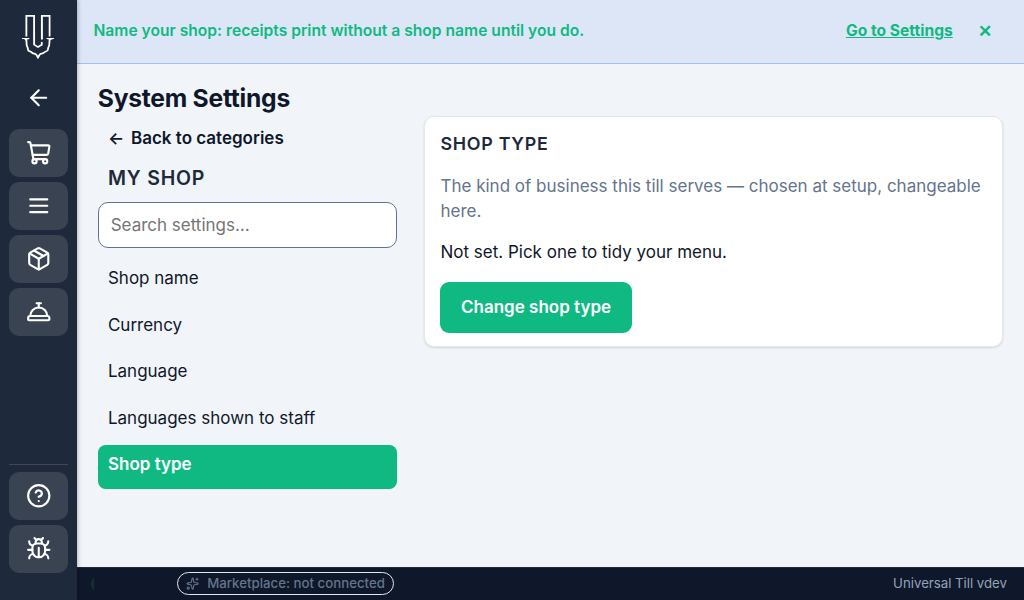 Name your shop: receipts print without a shop name until you do.
Go to Settings
System Settings
Back to categories
MY SHOP
Search settings...
Shop name
Currency
Language
Languages shown to staff
Shop type
SHOP TYPE
The kind of business this till serves — chosen at setup, changeable
here.
Not set. Pick one to tidy your menu.
Change shop type
Marketplace: not connected
Universal Till vdev